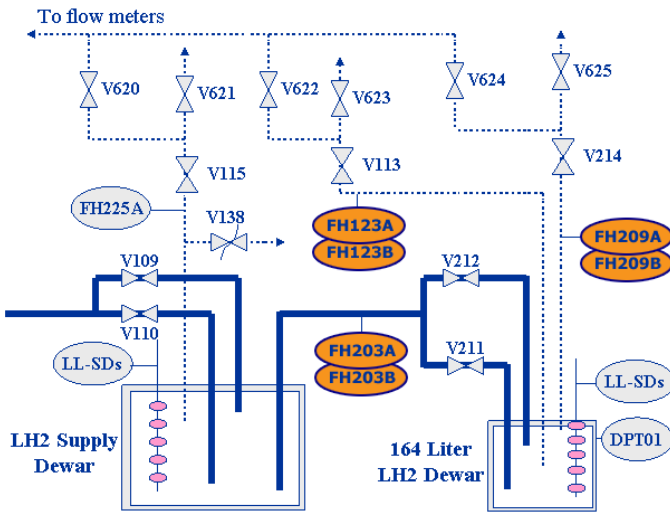 To flow meters
V620
V621
V622
V623
V624
V625
V115
V113
V214
FH225A
V138
FH123A
FH123B
FH209A
FH209B
V109
V212
V110
FH203A
FH203B
V211
LL-SDs
LL-SDs
LH2 Supply
Dewar
164 Liter
LH2 Dewar
DPT01